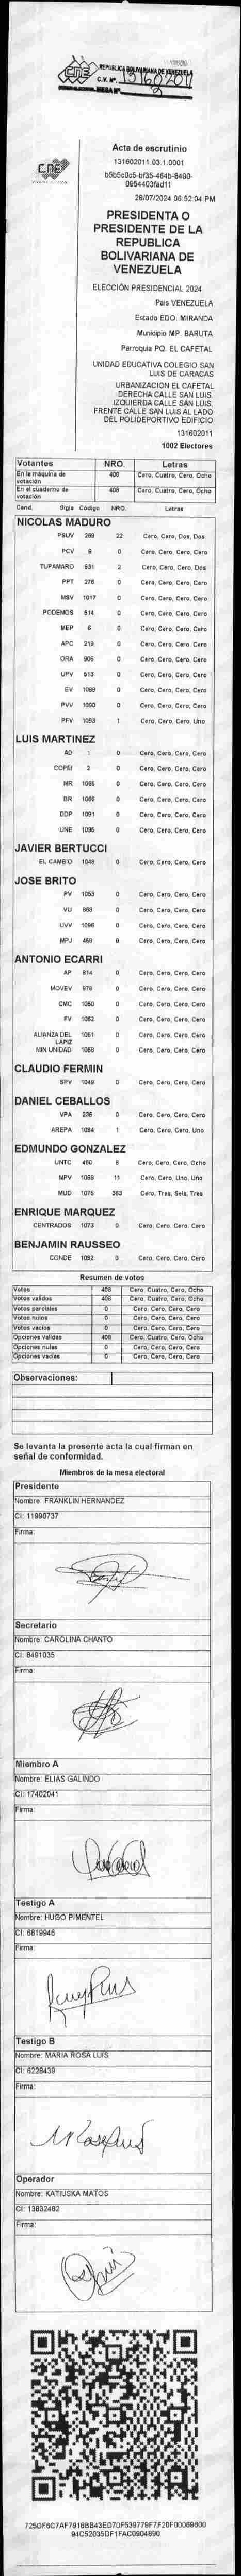 REPUBLICA BOLIVARIANA DE VENEZUELA
CNE
C.V. Nº. 131602011
MESA Nº.
CNE
Acta de escrutinio
131602011.03.1.0001
0954403fad11
28/07/2024 06:52:04 PM
PRESIDENTA O
PRESIDENTE DE LA
REPUBLICA
BOLIVARIANA DE
VENEZUELA
ELECCIÓN PRESIDENCIAL 2024
Pais VENEZUELA
Estado EDO. MIRANDA
Municipio MP. BARUTA
Parroquia PQ. EL CAFETAL
UNIDAD EDUCATIVA COLEGIO SAN
LUIS DE CARACAS
URBANIZACION EL CAFETAL
DERECHA CALLE SAN LUIS.
IZQUIERDA CALLE SAN LUIS.
FRENTE CALLE SAN LUIS AL LADO
DEL POLIDEPORTIVO EDIFICIO
131602011
1002 Electores
Votantes NRO. Letras
En la máquina de votación 408 Cero, Cuatro, Cero, Ocho
En el cuaderno de votación 408 Cero, Cuatro, Cero, Ocho
Cand. Sigla Código NRO. Letras
NICOLAS MADURO
PSUV 269 22 Cero, Cero, Dos, Dos
PCV 9 0 Cero, Cero, Cero, Cero
TUPAMARO 931 2 Cero, Cero, Cero, Dos
PPT 276 0 Cero, Cero, Cero, Cero
MSV 1017 0 Cero, Cero, Cero, Cero
PODEMOS 514 0 Cero, Cero, Cero, Cero
MEP 6 0 Cero, Cero, Cero, Cero
APC 219 0 Cero, Cero, Cero, Cero
ORA 905 0 Cero, Cero, Cero, Cero
UPV 513 0 Cero, Cero, Cero, Cero
EV 1089 0 Cero, Cero, Cero, Cero
PVV 1090 0 Cero, Cero, Cero, Cero
PFV 1093 1 Cero, Cero, Cero, Uno
LUIS MARTINEZ
AD 1 0 Cero, Cero, Cero, Cero
COPEI 2 0 Cero, Cero, Cero, Cero
MR 1065 0 Cero, Cero, Cero, Cero
BR 1066 0 Cero, Cero, Cero, Cero
DDP 1091 0 Cero, Cero, Cero, Cero
UNE 1095 0 Cero, Cero, Cero, Cero
JAVIER BERTUCCI
EL CAMBIO 1048 0 Cero, Cero, Cero, Cero
JOSE BRITO
PV 1053 0 Cero, Cero, Cero, Cero
VU 868 0 Cero, Cero, Cero, Cero
UVV 1096 0 Cero, Cero, Cero, Cero
MPJ 459 0 Cero, Cero, Cero, Cero
ANTONIO ECARRI
AP 814 0 Cero, Cero, Cero, Cero
MOVEV 979 0 Cero, Cero, Cero, Cero
CMC 1050 0 Cero, Cero, Cero, Cero
FV 1082 0 Cero, Cero, Cero, Cero
ALIANZA DEL LAPIZ 1051 0 Cero, Cero, Cero, Cero
MIN UNIDAD 1068 0 Cero, Cero, Cero, Cero
CLAUDIO FERMIN
SPV 1049 0 Cero, Cero, Cero, Cero
DANIEL CEBALLOS
VPA 236 0 Cero, Cero, Cero, Cero
AREPA 1094 1 Cero, Cero, Cero, Uno
EDMUNDO GONZALEZ
UNTC 460 8 Cero, Cero, Cero, Ocho
MPV 1069 11 Cero, Cero, Uno, Uno
MUD 1075 363 Cero, Tres, Seis, Tres
ENRIQUE MARQUEZ
CENTRADOS 1073 0 Cero, Cero, Cero, Cero
BENJAMIN RAUSSEO
CONDE 1092 0 Cero, Cero, Cero, Cero
Resumen de votos
Votos 408 Cero, Cuatro, Cero, Ocho
Votos validos 408 Cero, Cuatro, Cero, Ocho
Votos parciales 0 Cero, Cero, Cero, Cero
Votos nulos 0 Cero, Cero, Cero, Cero
Votos vacios 0 Cero, Cero, Cero, Cero
Opciones validas 408 Cero, Cuatro, Cero, Ocho
Opciones nulas 0 Cero, Cero, Cero, Cero
Opciones vacias 0 Cero, Cero, Cero, Cero
Observaciones:
Se levanta la presente acta la cual firman en
señal de conformidad.
Miembros de la mesa electoral
Presidente
Nombre: FRANKLIN HERNANDEZ
CI: 11990737
Firma:
Secretario
Nombre: CAROLINA CHANTO
CI: 8491035
Firma:
Miembro A
Nombre: ELIAS GALINDO
CI: 17402041
Firma:
Testigo A
Nombre: HUGO PIMENTEL
CI: 6819946
Firma:
Testigo B
Nombre: MARIA ROSA LUIS
CI: 6228439
Firma:
Operador
Nombre: KATIUSKA MATOS
CI: 13832482
Firma:
725DF6C7AF7918BB43ED70F539779F7F20F00089600
94C52035DF1FAC0904890